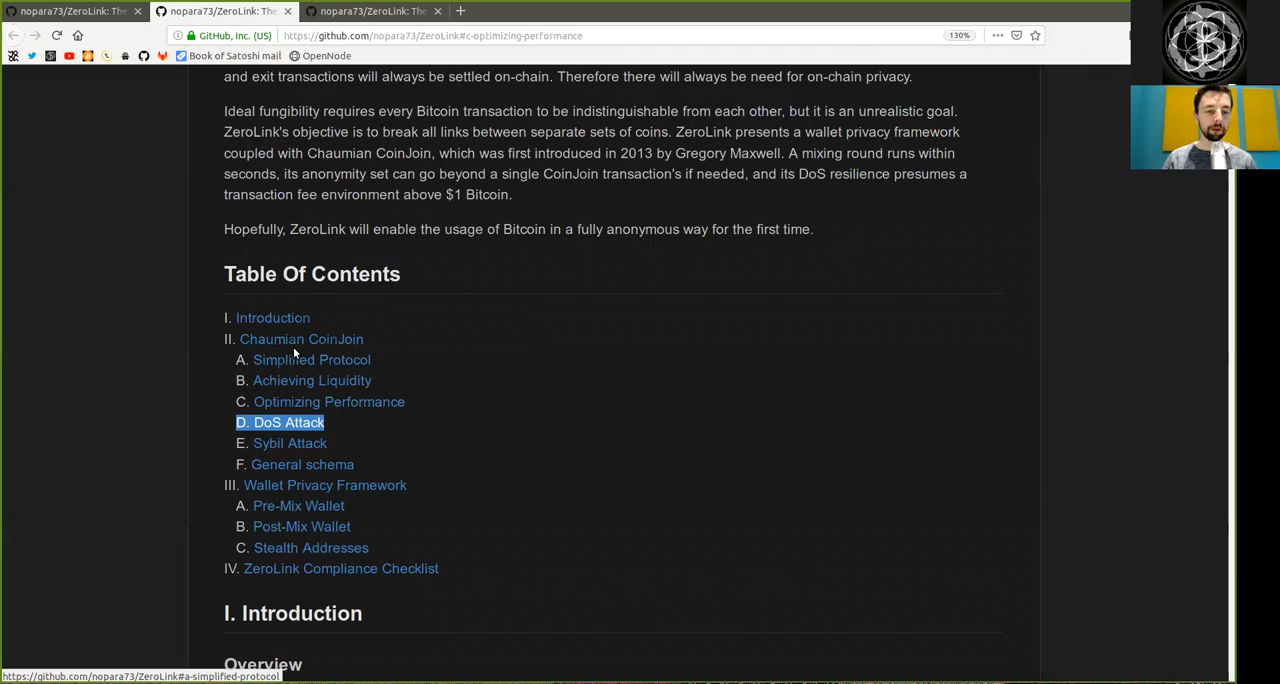 nopara73/ZeroLink: The
nopara73/ZeroLink: The
nopara73/ZeroLink: The
GitHub, Inc. (US)
https://github.com/nopara73/ZeroLink#c-optimizing-performance
130%
Book of Satoshi mail
OpenNode
and exit transactions will always be settled on-chain. Therefore there will always be need for on-chain privacy.
Ideal fungibility requires every Bitcoin transaction to be indistinguishable from each other, but it is an unrealistic goal.
ZeroLink's objective is to break all links between separate sets of coins. ZeroLink presents a wallet privacy framework
coupled with Chaumian CoinJoin, which was first introduced in 2013 by Gregory Maxwell. A mixing round runs within
seconds, its anonymity set can go beyond a single CoinJoin transaction's if needed, and its DoS resilience presumes a
transaction fee environment above $1 Bitcoin.
Hopefully, ZeroLink will enable the usage of Bitcoin in a fully anonymous way for the first time.
Table Of Contents
I. Introduction
II. Chaumian CoinJoin
A. Simplified Protocol
B. Achieving Liquidity
C. Optimizing Performance
D. DoS Attack
E. Sybil Attack
F. General schema
III. Wallet Privacy Framework
A. Pre-Mix Wallet
B. Post-Mix Wallet
C. Stealth Addresses
IV. ZeroLink Compliance Checklist
I. Introduction
Overview
https://github.com/nopara73/ZeroLink#a-simplified-protocol